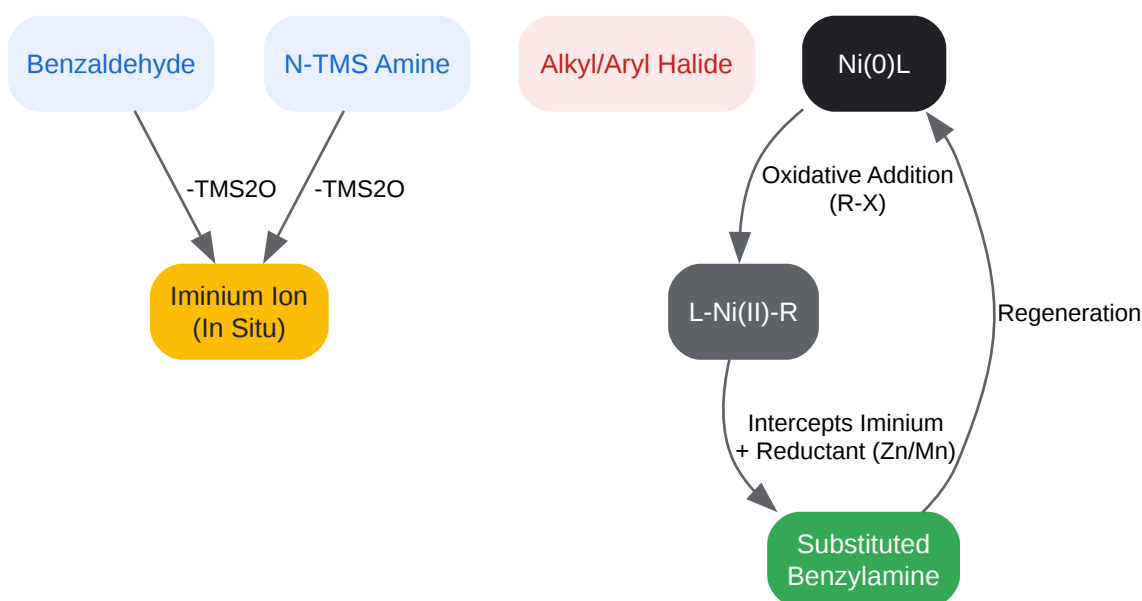 Benzaldehyde
N-TMS Amine
Alkyl/Aryl Halide
Ni(0)L
-TMS2O
-TMS2O
Oxidative Addition
(R-X)
Iminium Ion
(In Situ)
L-Ni(II)-R
Regeneration
Intercepts Iminium
+ Reductant (Zn/Mn)
Substituted
Benzylamine